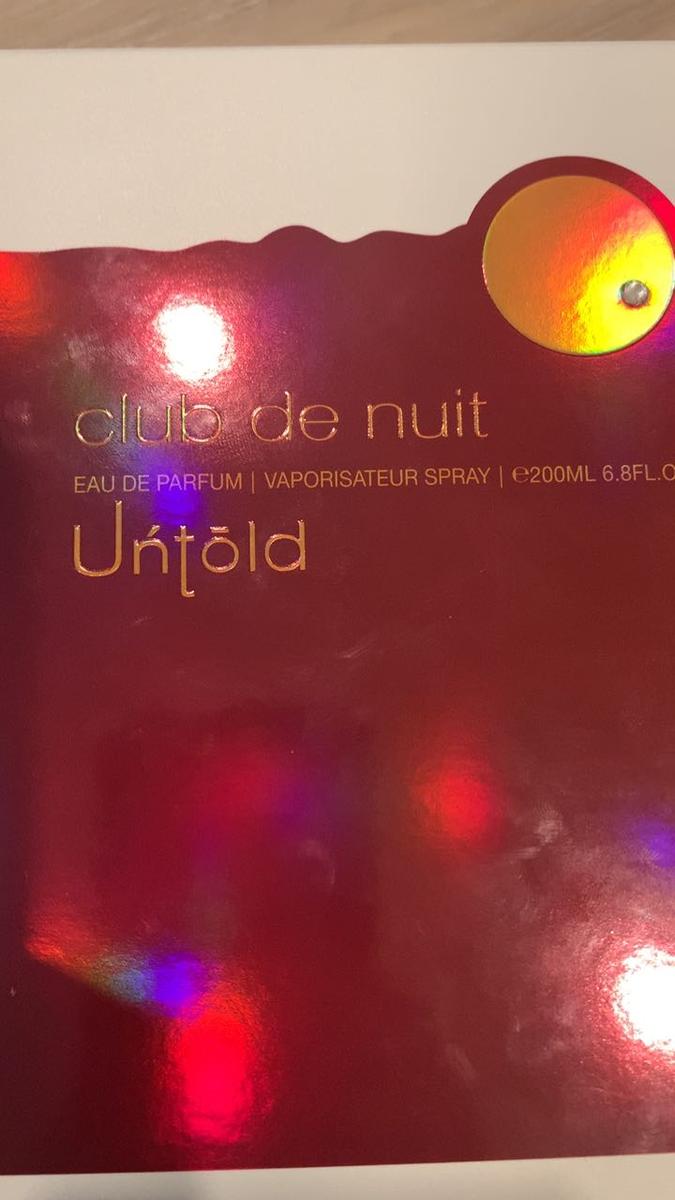 club de nuit
EAU DE PARFUM | VAPORISATEUR SPRAY | ℮200ML 6.8FL.O
Uńtōld